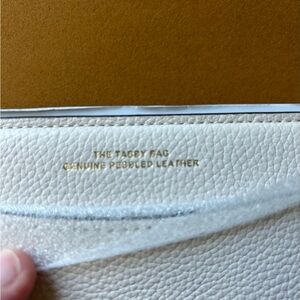 THE TABBY BAG
GENUINE PEBBLED LEATHER